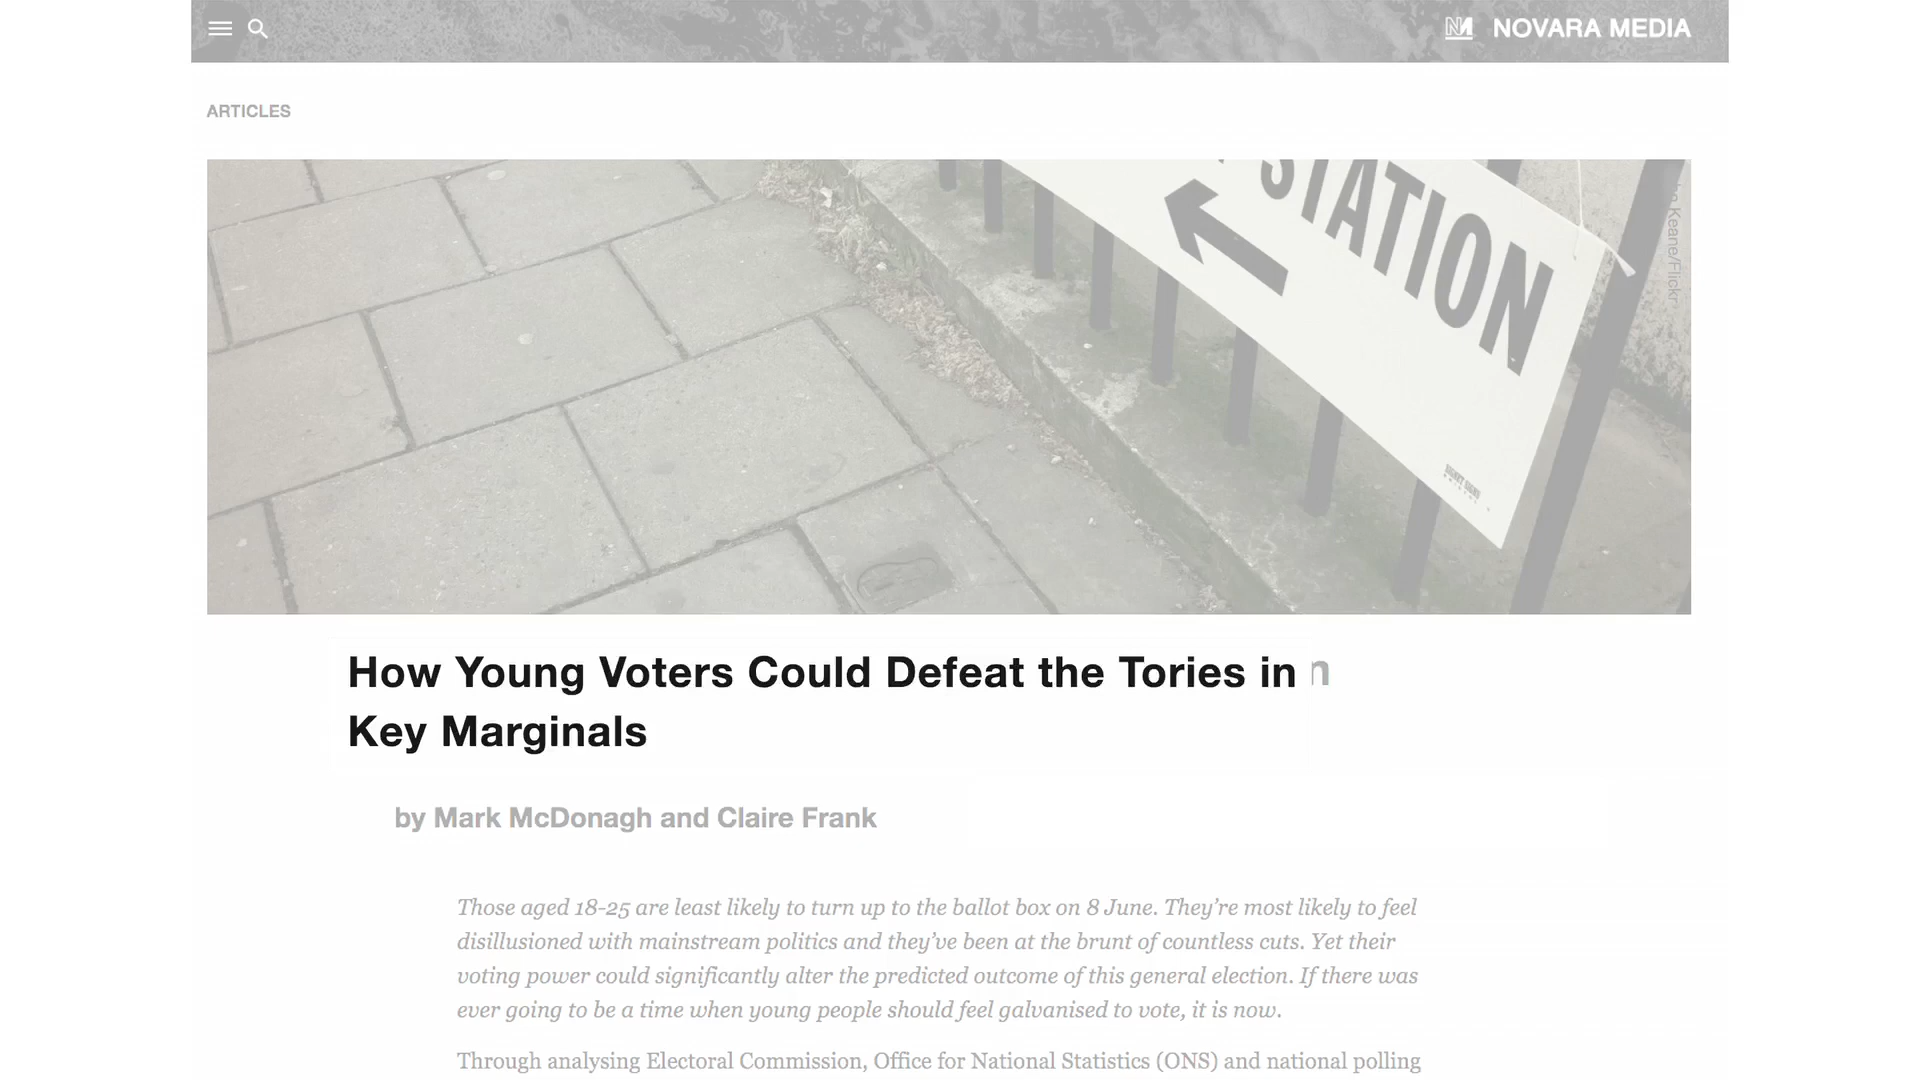 NOVARA MEDIA
ARTICLES
STATION
Keane/Flickr
How Young Voters Could Defeat the Tories in
Key Marginals
by Mark McDonagh and Claire Frank
Those aged 18-25 are least likely to turn up to the ballot box on 8 June. They’re most likely to feel
disillusioned with mainstream politics and they’ve been at the brunt of countless cuts. Yet their
voting power could significantly alter the predicted outcome of this general election. If there was
ever going to be a time when young people should feel galvanised to vote, it is now.
Through analysing Electoral Commission, Office for National Statistics (ONS) and national polling